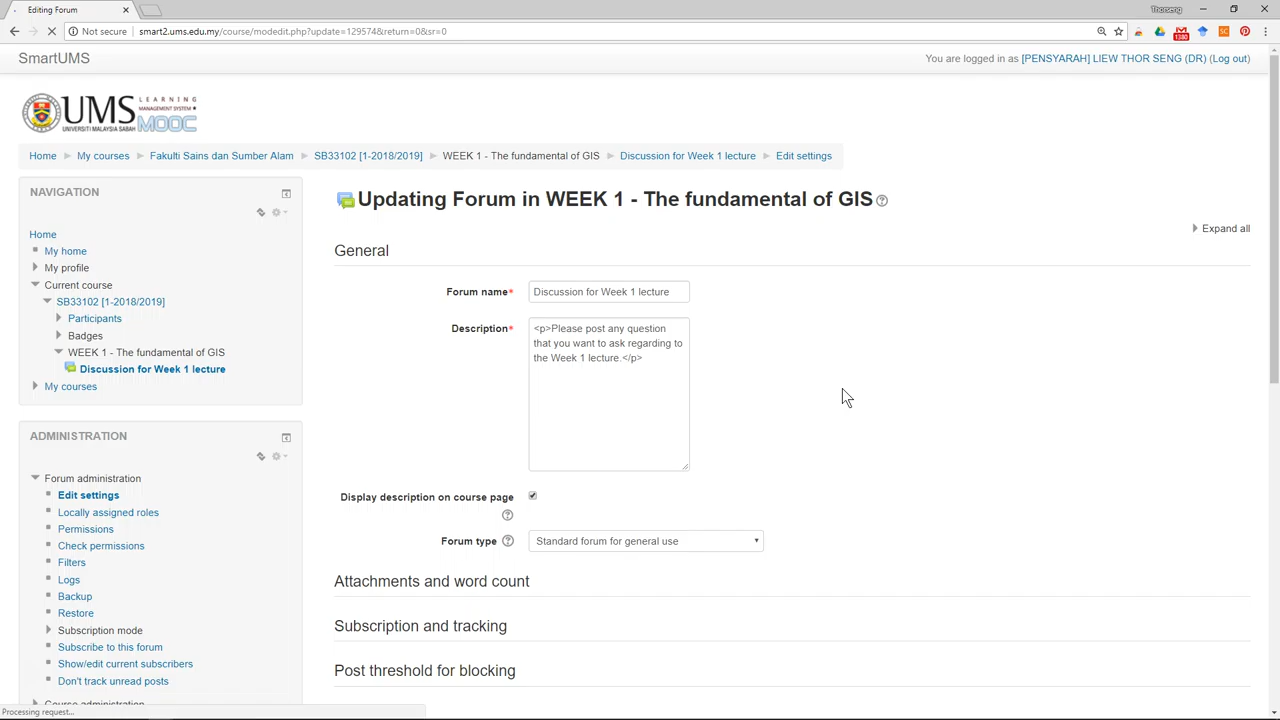 Editing Forum
Thorseng
Not secure
smart2.ums.edu.my/course/modedit.php?update=129574&return=0&sr=0
1380
SC
SmartUMS
You are logged in as [PENSYARAH] LIEW THOR SENG (DR) (Log out)
UMS
LEARNING
MANAGEMENT SYSTEM
MOOC
UNIVERSITI MALAYSIA SABAH
Home
My courses
Fakulti Sains dan Sumber Alam
SB33102 [1-2018/2019]
WEEK 1 - The fundamental of GIS
Discussion for Week 1 lecture
Edit settings
NAVIGATION
Home
My home
My profile
Current course
SB33102 [1-2018/2019]
Participants
Badges
WEEK 1 - The fundamental of GIS
Discussion for Week 1 lecture
My courses
ADMINISTRATION
Forum administration
Edit settings
Locally assigned roles
Permissions
Check permissions
Filters
Logs
Backup
Restore
Subscription mode
Subscribe to this forum
Show/edit current subscribers
Don't track unread posts
Course administration
Updating Forum in WEEK 1 - The fundamental of GIS
Expand all
General
Forum name*
Discussion for Week 1 lecture
Description*
<p>Please post any question
that you want to ask regarding to
the Week 1 lecture.</p>
Display description on course page
Forum type
Standard forum for general use
Attachments and word count
Subscription and tracking
Post threshold for blocking
Processing request...